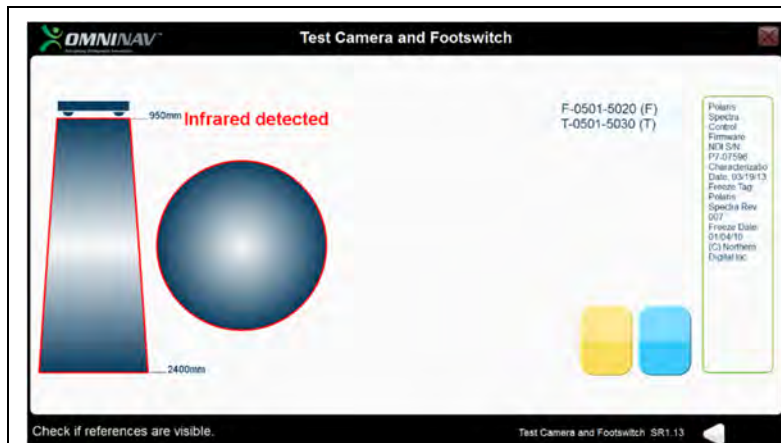 OMNINAV
Test Camera and Footswitch
950mm
Infrared detected
2400mm
F-0501-5020 (F)
T-0501-5030 (T)
Polaris
Spectra
Control
Firmware
NDI S/N:
P7-07596
Characterizatio
Date: 03/19/13
Freeze Tag:
Polaris
Spectra Rev
007
Freeze Date:
01/04/10
(C) Northern
Digital Inc.
Check if references are visible.
Test Camera and Footswitch SR1.13